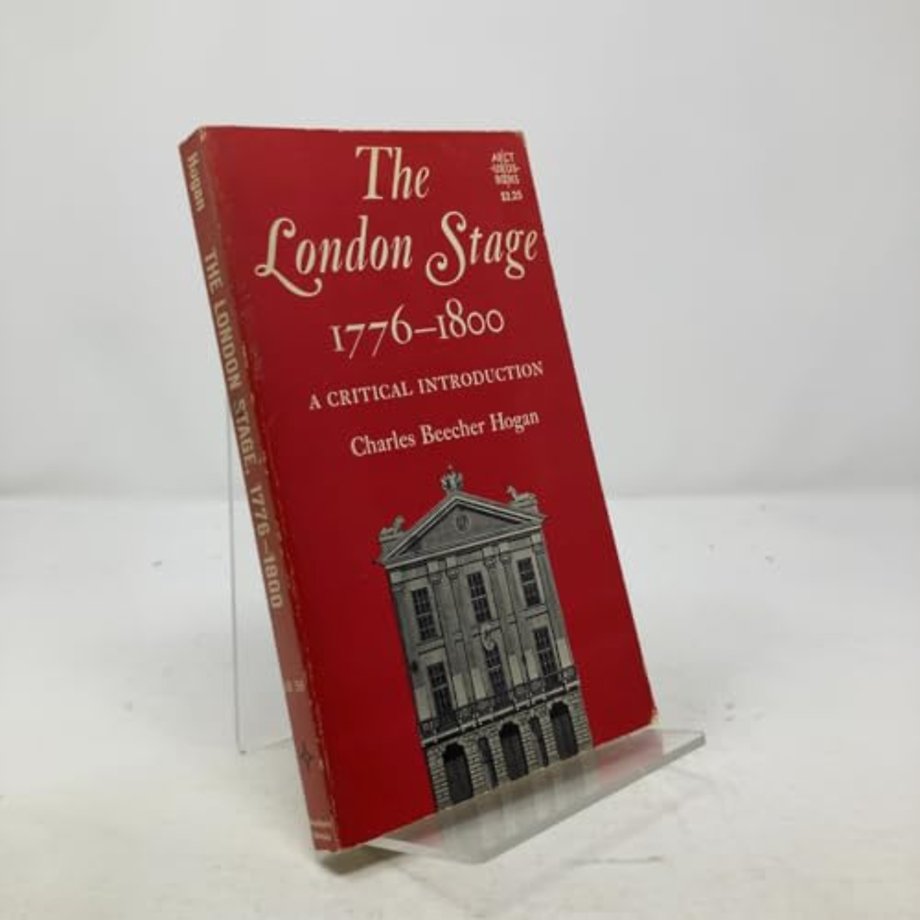 The
London Stage
1776–1800
A CRITICAL INTRODUCTION
Charles Beecher Hogan
$2.25
Hogan THE LONDON STAGE, 1776–1800